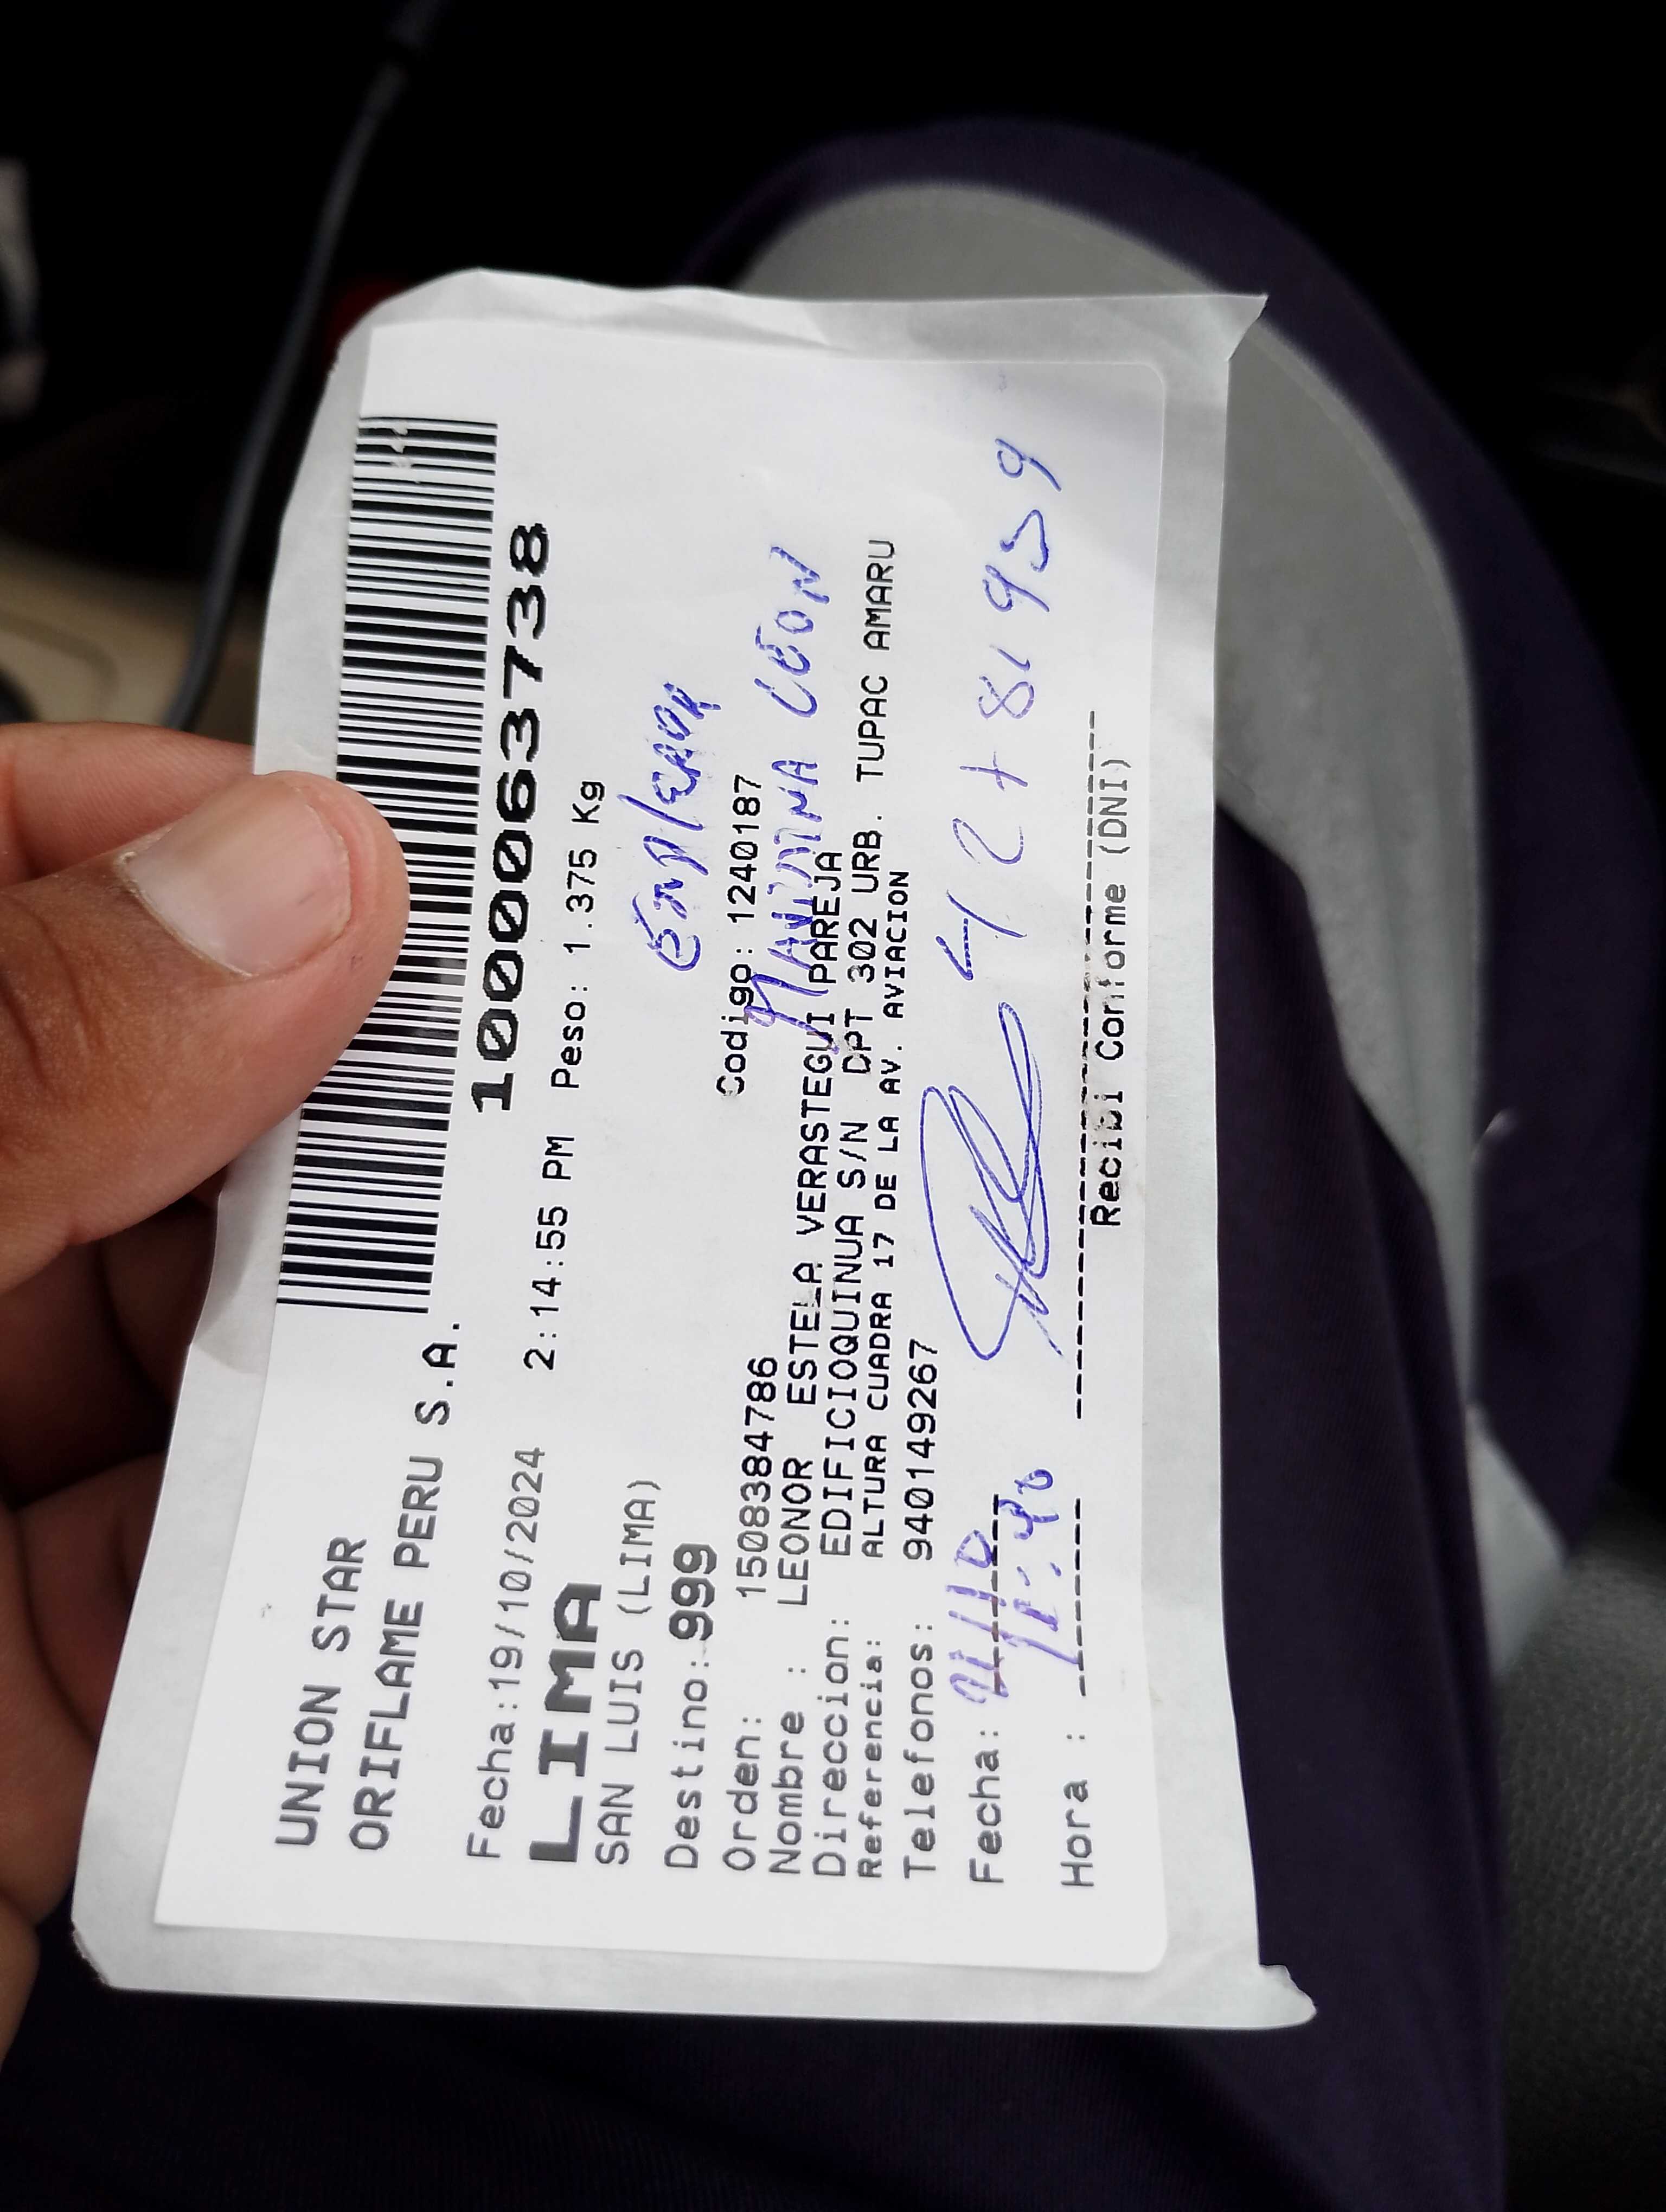 UNION STAR
ORIFLAME PERU S.A.
10000063738
Fecha:19/10/2024 2:14:55 PM Peso: 1.375 Kg
LIMA
SAN LUIS (LIMA)
Destino:999
Orden: 1508384786 Codigo: 1240187
LEON
Nombre : LEONOR ESTELA VERASTEGUI PAREJA
Direccion: EDIFICIOQUINUA S/N DPT 302 URB. TUPAC AMARU
Referencia: ALTURA CUADRA 17 DE LA AV. AVIACION
Telefonos: 940149267
Fecha:
Hora :
Recibi Conforme (DNI)